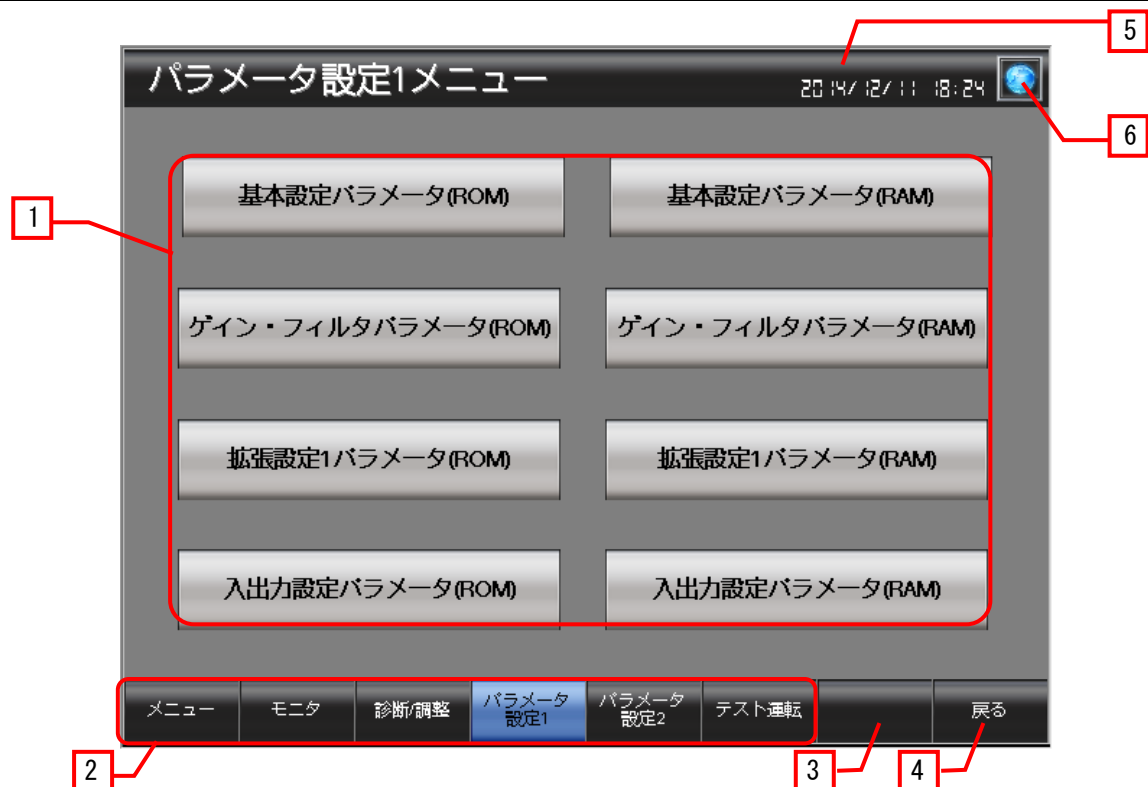 5
パラメータ設定1メニュー
2014/12/11 18:24
6
1
基本設定パラメータ(ROM)
基本設定パラメータ(RAM)
ゲイン・フィルタパラメータ(ROM)
ゲイン・フィルタパラメータ(RAM)
拡張設定1パラメータ(ROM)
拡張設定1パラメータ(RAM)
入出力設定パラメータ(ROM)
入出力設定パラメータ(RAM)
メニュー
モニタ
診断/調整
パラメータ
設定1
パラメータ
設定2
テスト運転
戻る
2
3
4